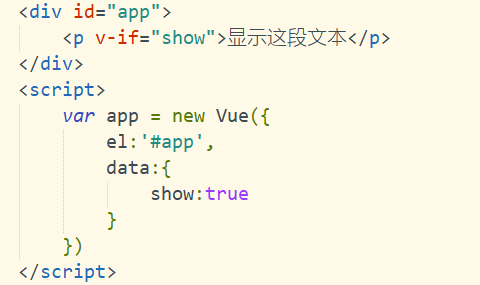 <div id="app">
    <p v-if="show">显示这段文本</p>
</div>
<script>
    var app = new Vue({
        el:'#app',
        data:{
            show:true
        }
    })
</script>